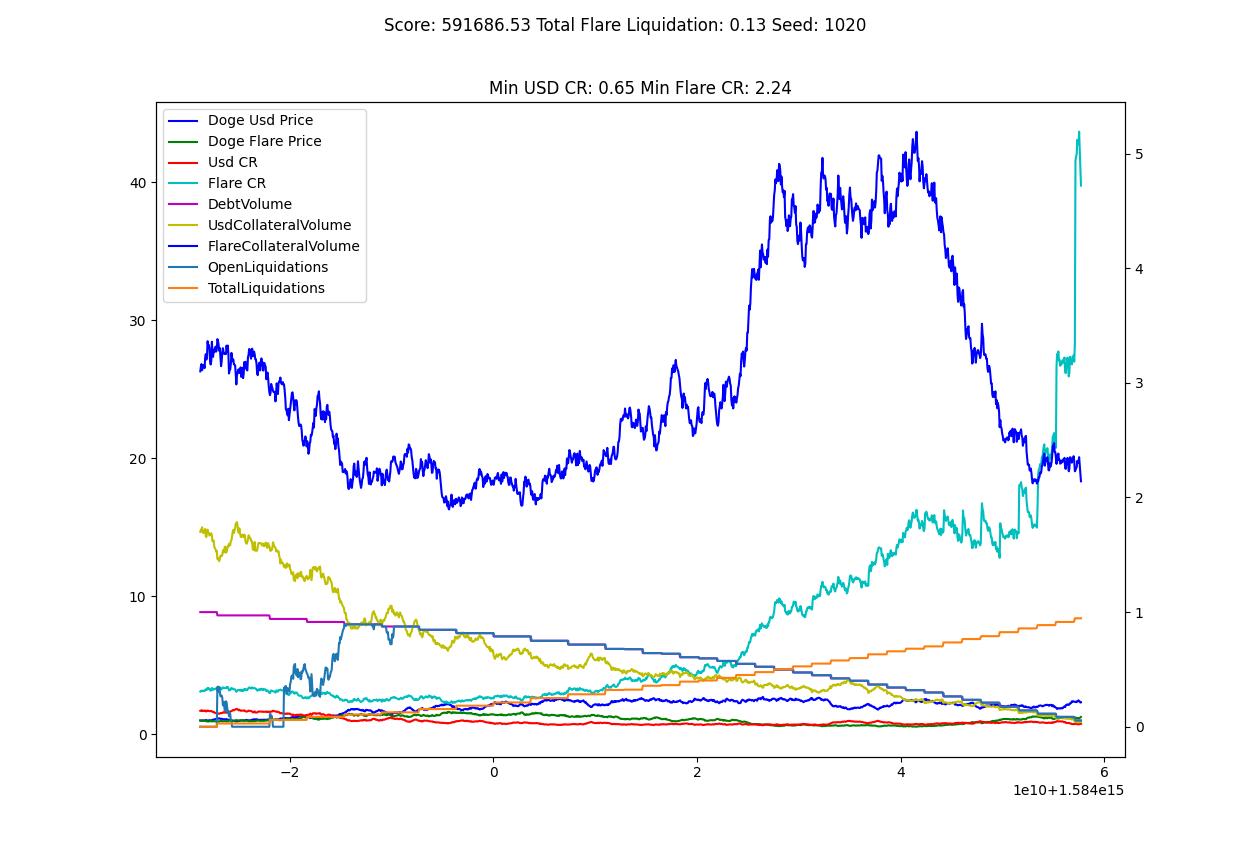 Score: 591686.53 Total Flare Liquidation: 0.13 Seed: 1020
Min USD CR: 0.65 Min Flare CR: 2.24
Doge Usd Price
Doge Flare Price
Usd CR
Flare CR
DebtVolume
UsdCollateralVolume
FlareCollateralVolume
OpenLiquidations
TotalLiquidations
40
30
20
10
0
5
4
3
2
1
0
−2
0
2
4
6
1e10+1.584e15